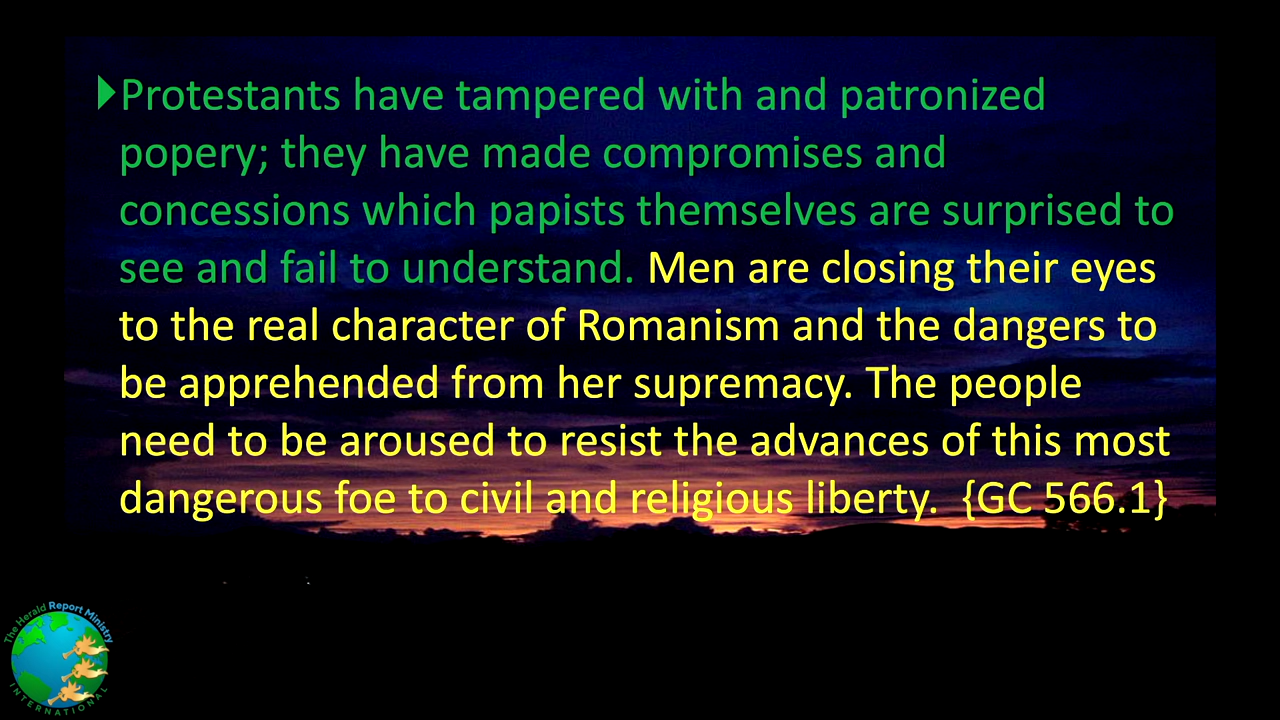 Protestants have tampered with and patronized
popery; they have made compromises and
concessions which papists themselves are surprised to
see and fail to understand. Men are closing their eyes
to the real character of Romanism and the dangers to
be apprehended from her supremacy. The people
need to be aroused to resist the advances of this most
dangerous foe to civil and religious liberty.  {GC 566.1}
The Herald Report Ministry
INTERNATIONAL